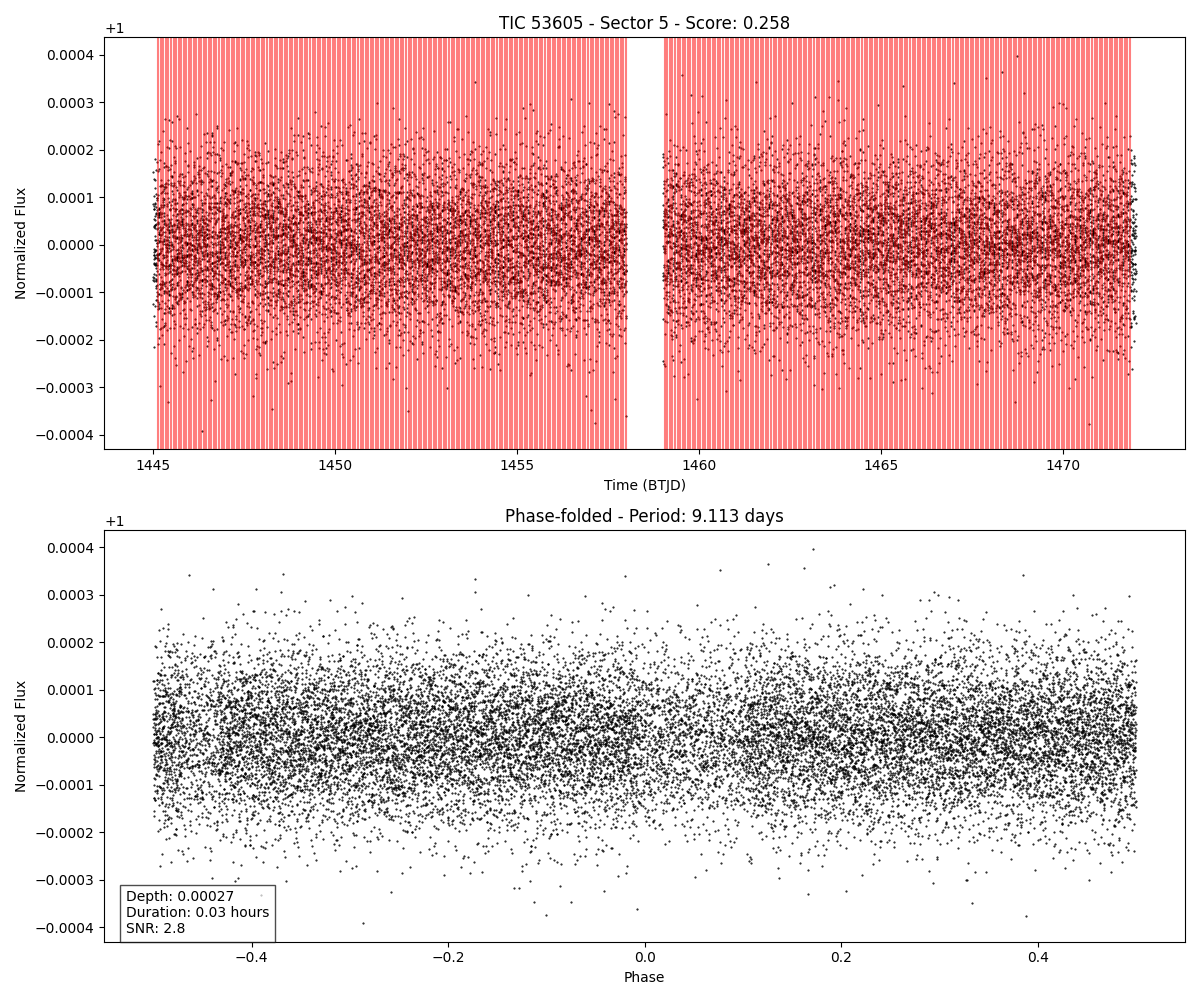 TIC 53605 - Sector 5 - Score: 0.258
+1
0.0004
0.0003
0.0002
0.0001
0.0000
−0.0001
−0.0002
−0.0003
−0.0004
Normalized Flux
1445 1450 1455 1460 1465 1470
Time (BTJD)
Phase-folded - Period: 9.113 days
+1
0.0004
0.0003
0.0002
0.0001
0.0000
−0.0001
−0.0002
−0.0003
−0.0004
Normalized Flux
Depth: 0.00027
Duration: 0.03 hours
SNR: 2.8
−0.4 −0.2 0.0 0.2 0.4
Phase